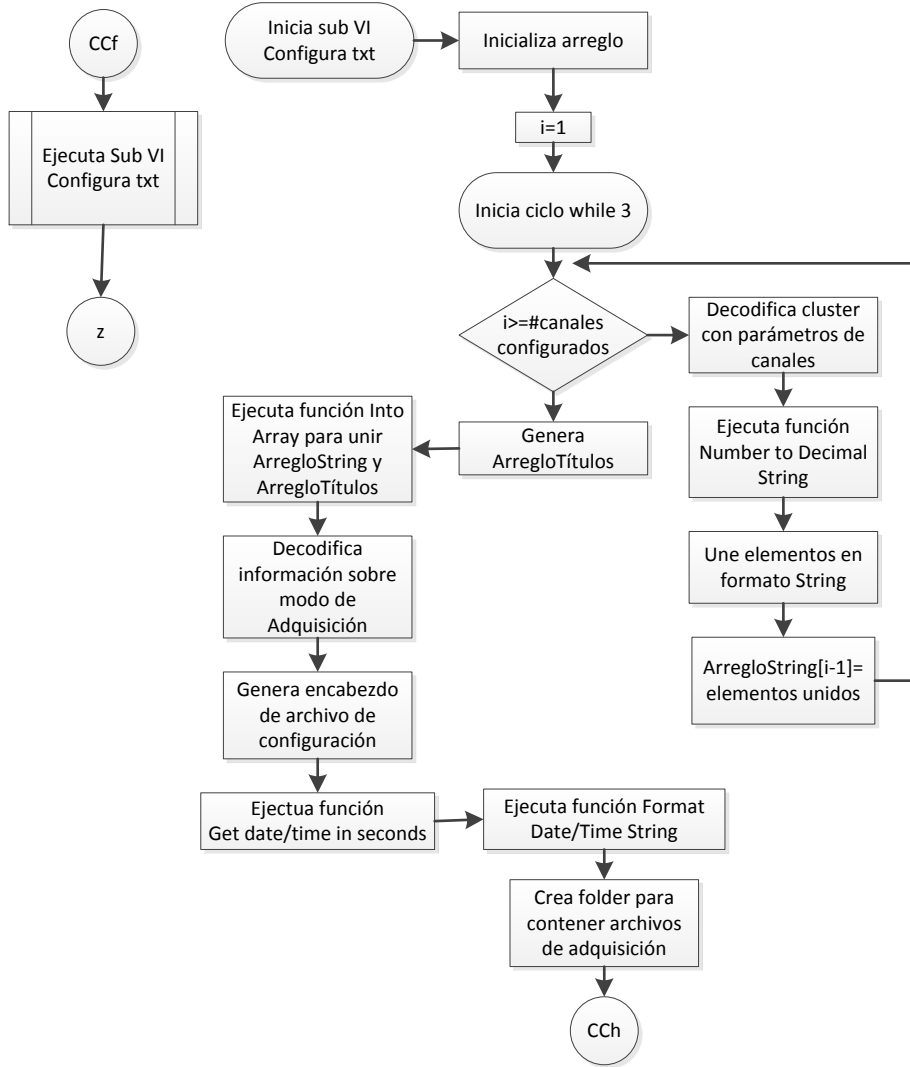 CCf
Ejecuta Sub VI
Configura txt
z
Inicia sub VI
Configura txt
Inicializa arreglo
i=1
Inicia ciclo while 3
i>=#canales
configurados
Decodifica cluster
con parámetros de
canales
Ejecuta función
Number to Decimal
String
Une elementos en
formato String
ArregloString[i-1]=
elementos unidos
Genera
ArregloTítulos
Ejecuta función Into
Array para unir
ArregloString y
ArregloTítulos
Decodifica
información sobre
modo de
Adquisición
Genera encabezdo
de archivo de
configuración
Ejectua función
Get date/time in seconds
Ejecuta función Format
Date/Time String
Crea folder para
contener archivos
de adquisición
CCh